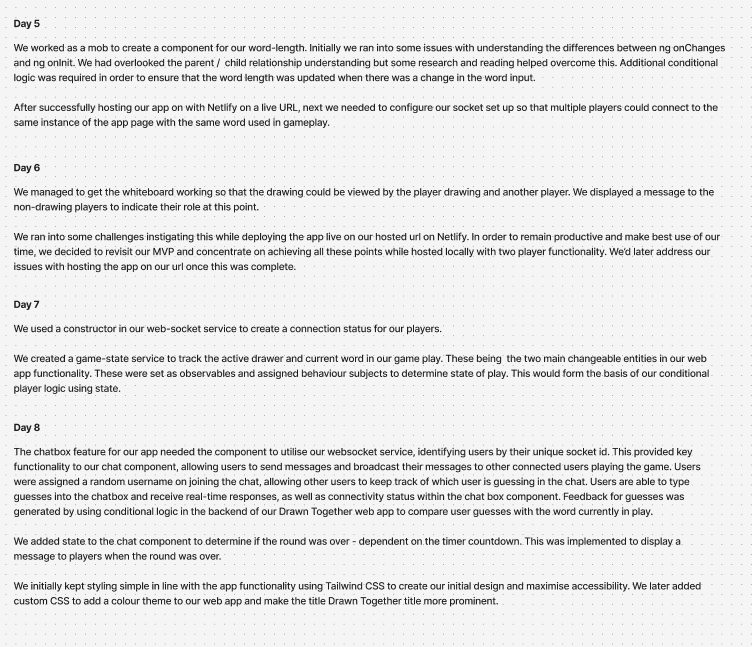 Day 5
We worked as a mob to create a component for our word-length. Initially we ran into some issues with understanding the differences between ng onChanges
and ng onInit. We had overlooked the parent / child relationship understanding but some research and reading helped overcome this. Additional conditional
logic was required in order to ensure that the word length was updated when there was a change in the word input.
After successfully hosting our app on with Netlify on a live URL, next we needed to configure our socket set up so that multiple players could connect to the
same instance of the app page with the same word used in gameplay.
Day 6
We managed to get the whiteboard working so that the drawing could be viewed by the player drawing and another player. We displayed a message to the
non-drawing players to indicate their role at this point.
We ran into some challenges instigating this while deploying the app live on our hosted url on Netlify. In order to remain productive and make best use of our
time, we decided to revisit our MVP and concentrate on achieving all these points while hosted locally with two player functionality. We'd later address our
issues with hosting the app on our url once this was complete.
Day 7
We used a constructor in our web-socket service to create a connection status for our players.
We created a game-state service to track the active drawer and current word in our game play. These being the two main changeable entities in our web
app functionality. These were set as observables and assigned behaviour subjects to determine state of play. This would form the basis of our conditional
player logic using state.
Day 8
The chatbox feature for our app needed the component to utilise our websocket service, identifying users by their unique socket id. This provided key
functionality to our chat component, allowing users to send messages and broadcast their messages to other connected users playing the game. Users
were assigned a random username on joining the chat, allowing other users to keep track of which user is guessing in the chat. Users are able to type
guesses into the chatbox and receive real-time responses, as well as connectivity status within the chat box component. Feedback for guesses was
generated by using conditional logic in the backend of our Drawn Together web app to compare user guesses with the word currently in play.
We added state to the chat component to determine if the round was over - dependent on the timer countdown. This was implemented to display a
message to players when the round was over.
We initially kept styling simple in line with the app functionality using Tailwind CSS to create our initial design and maximise accessibility. We later added
custom CSS to add a colour theme to our web app and make the title Drawn Together title more prominent.